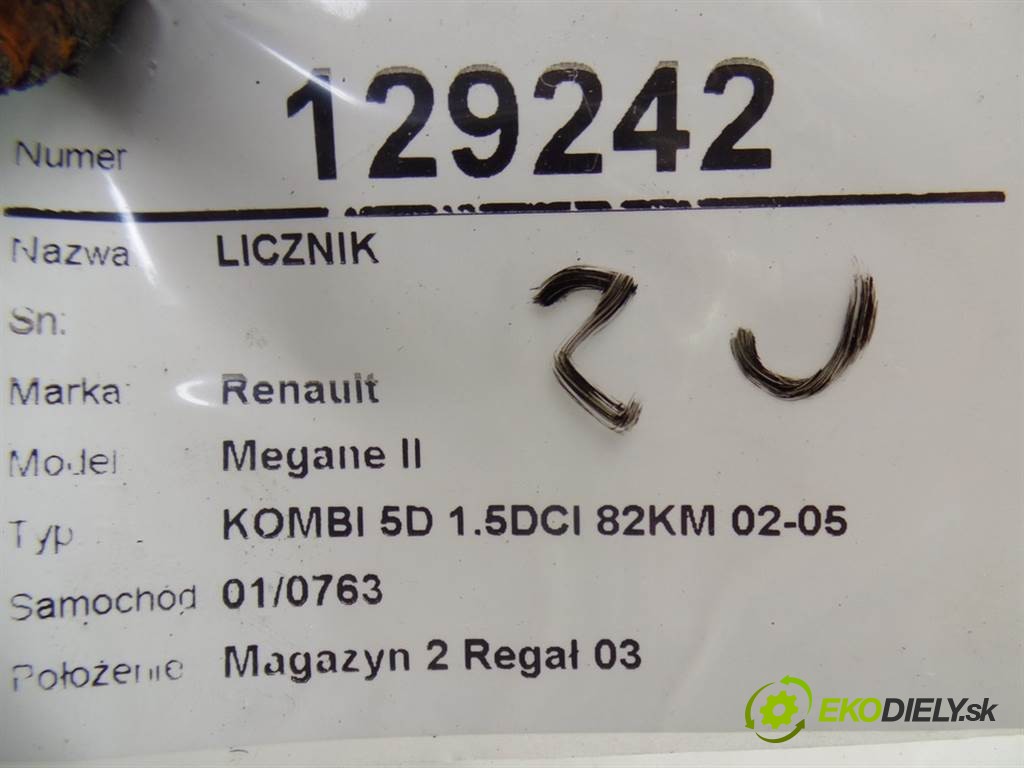 Numer 129242
Nazwa LICZNIK
Sn:
Marka: Renault
Model: Megane II
Typ KOMBI 5D 1.5DCI 82KM 02-05
Samochód 01/0763
Położenie Magazyn 2 Regał 03
EKODIELY.sk